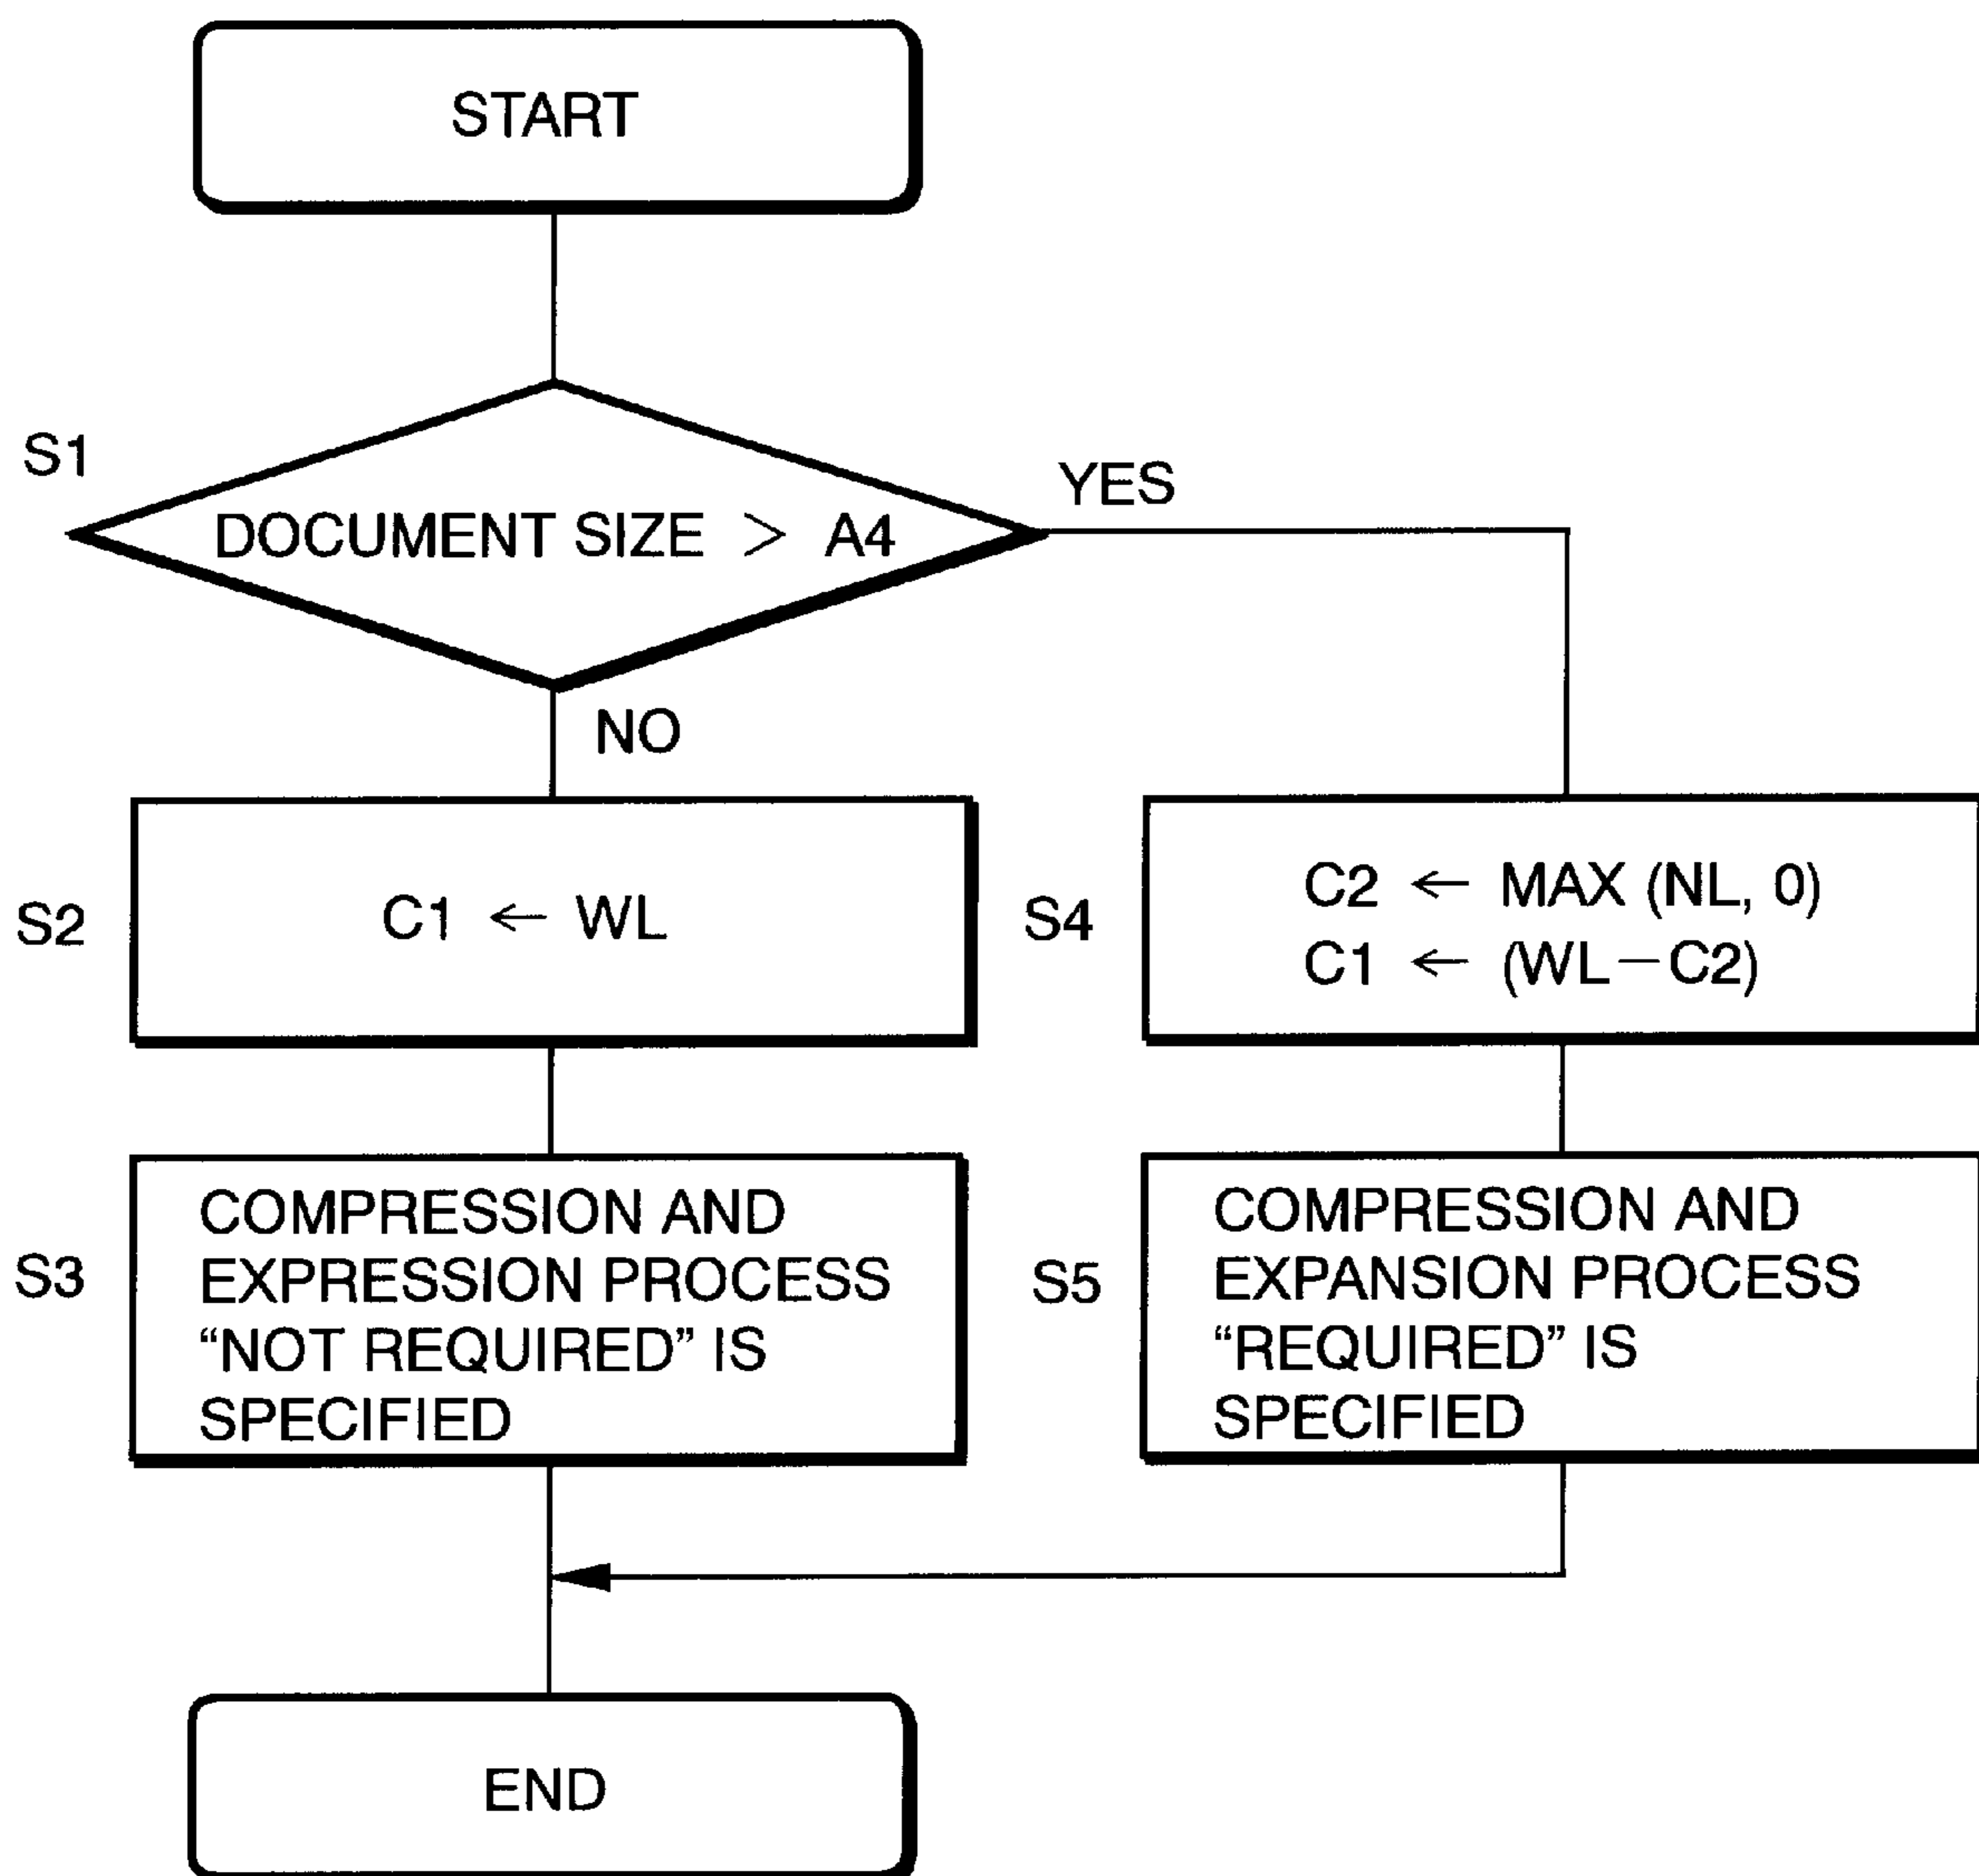 START
S1
DOCUMENT SIZE > A4
YES
NO
S2
C1 ← WL
S4
C2 ← MAX (NL, 0)
C1 ← (WL—C2)
S3
COMPRESSION AND
EXPRESSION PROCESS
“NOT REQUIRED” IS
SPECIFIED
S5
COMPRESSION AND
EXPANSION PROCESS
“REQUIRED” IS
SPECIFIED
END